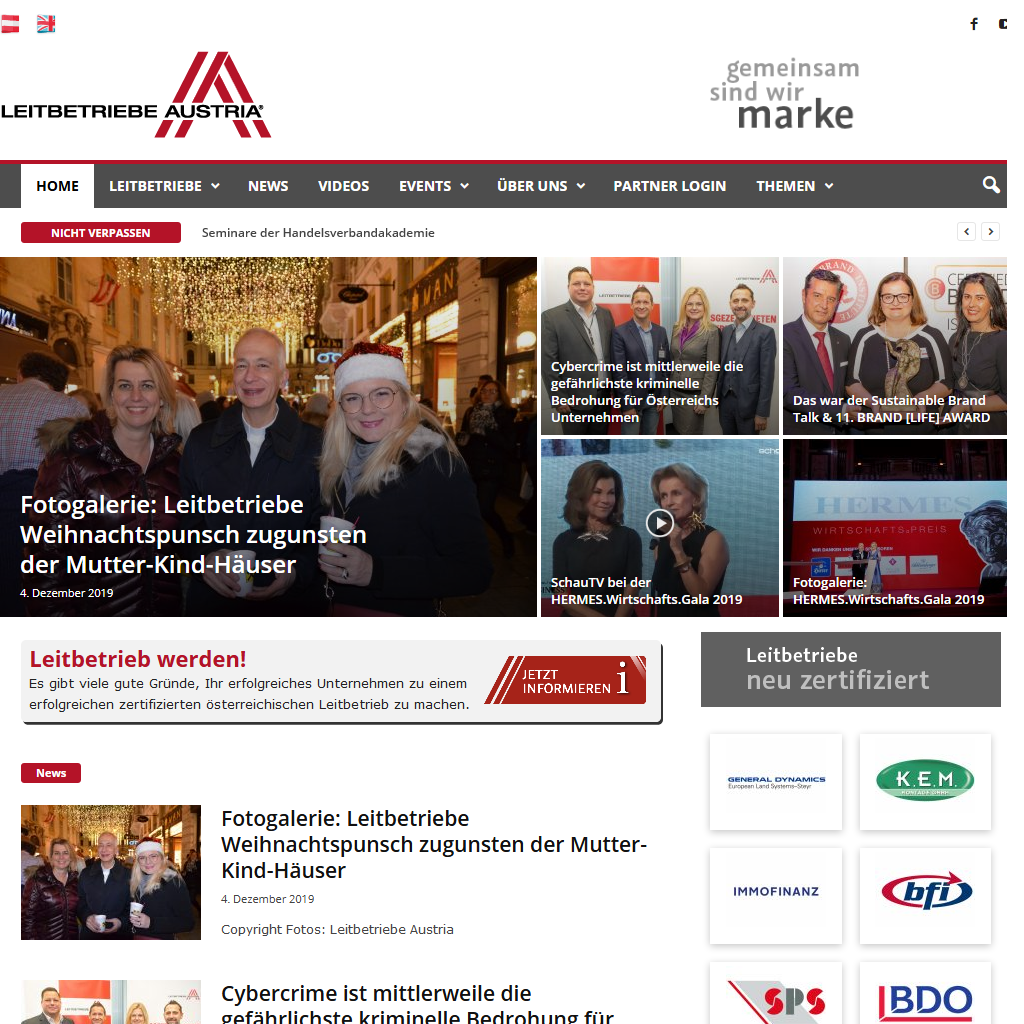 LEITBETRIEBE AUSTRIA®
gemeinsam
sind wir
marke
HOME LEITBETRIEBE NEWS VIDEOS EVENTS ÜBER UNS PARTNER LOGIN THEMEN
NICHT VERPASSEN Seminare der Handelsverbandakademie
Fotogalerie: Leitbetriebe
Weihnachtspunsch zugunsten
der Mutter-Kind-Häuser
4. Dezember 2019
Cybercrime ist mittlerweile die
gefährlichste kriminelle
Bedrohung für Österreichs
Unternehmen
Das war der Sustainable Brand
Talk & 11. BRAND [LIFE] AWARD
SchauTV bei der
HERMES.Wirtschafts.Gala 2019
HERMES
WIRTSCHAFTS.PREIS
Fotogalerie:
HERMES.Wirtschafts.Gala 2019
Leitbetrieb werden!
Es gibt viele gute Gründe, Ihr erfolgreiches Unternehmen zu einem
erfolgreichen zertifizierten österreichischen Leitbetrieb zu machen.
JETZT
INFORMIEREN i
Leitbetriebe
neu zertifiziert
GENERAL DYNAMICS
European Land Systems–Steyr
K.E.M.
MONTAGE GMBH
IMMOFINANZ
bfi
SPS
BDO
News
Fotogalerie: Leitbetriebe
Weihnachtspunsch zugunsten der Mutter-
Kind-Häuser
4. Dezember 2019
Copyright Fotos: Leitbetriebe Austria
Cybercrime ist mittlerweile die
gefährlichste kriminelle Bedrohung für